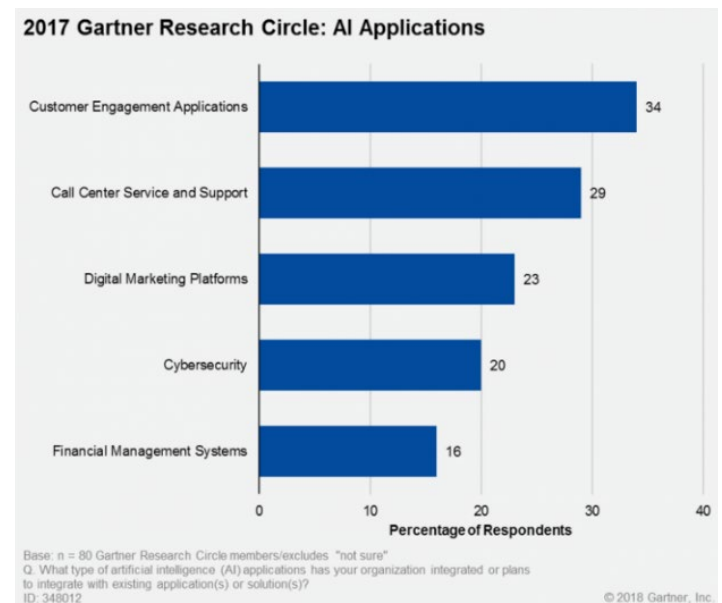 2017 Gartner Research Circle: AI Applications
Customer Engagement Applications 34
Call Center Service and Support 29
Digital Marketing Platforms 23
Cybersecurity 20
Financial Management Systems 16
0 10 20 30 40
Percentage of Respondents
Base: n = 80 Gartner Research Circle members/excludes "not sure"
Q. What type of artificial intelligence (AI) applications has your organization integrated or plans
to integrate with existing application(s) or solution(s)?
ID: 348012 © 2018 Gartner, Inc.